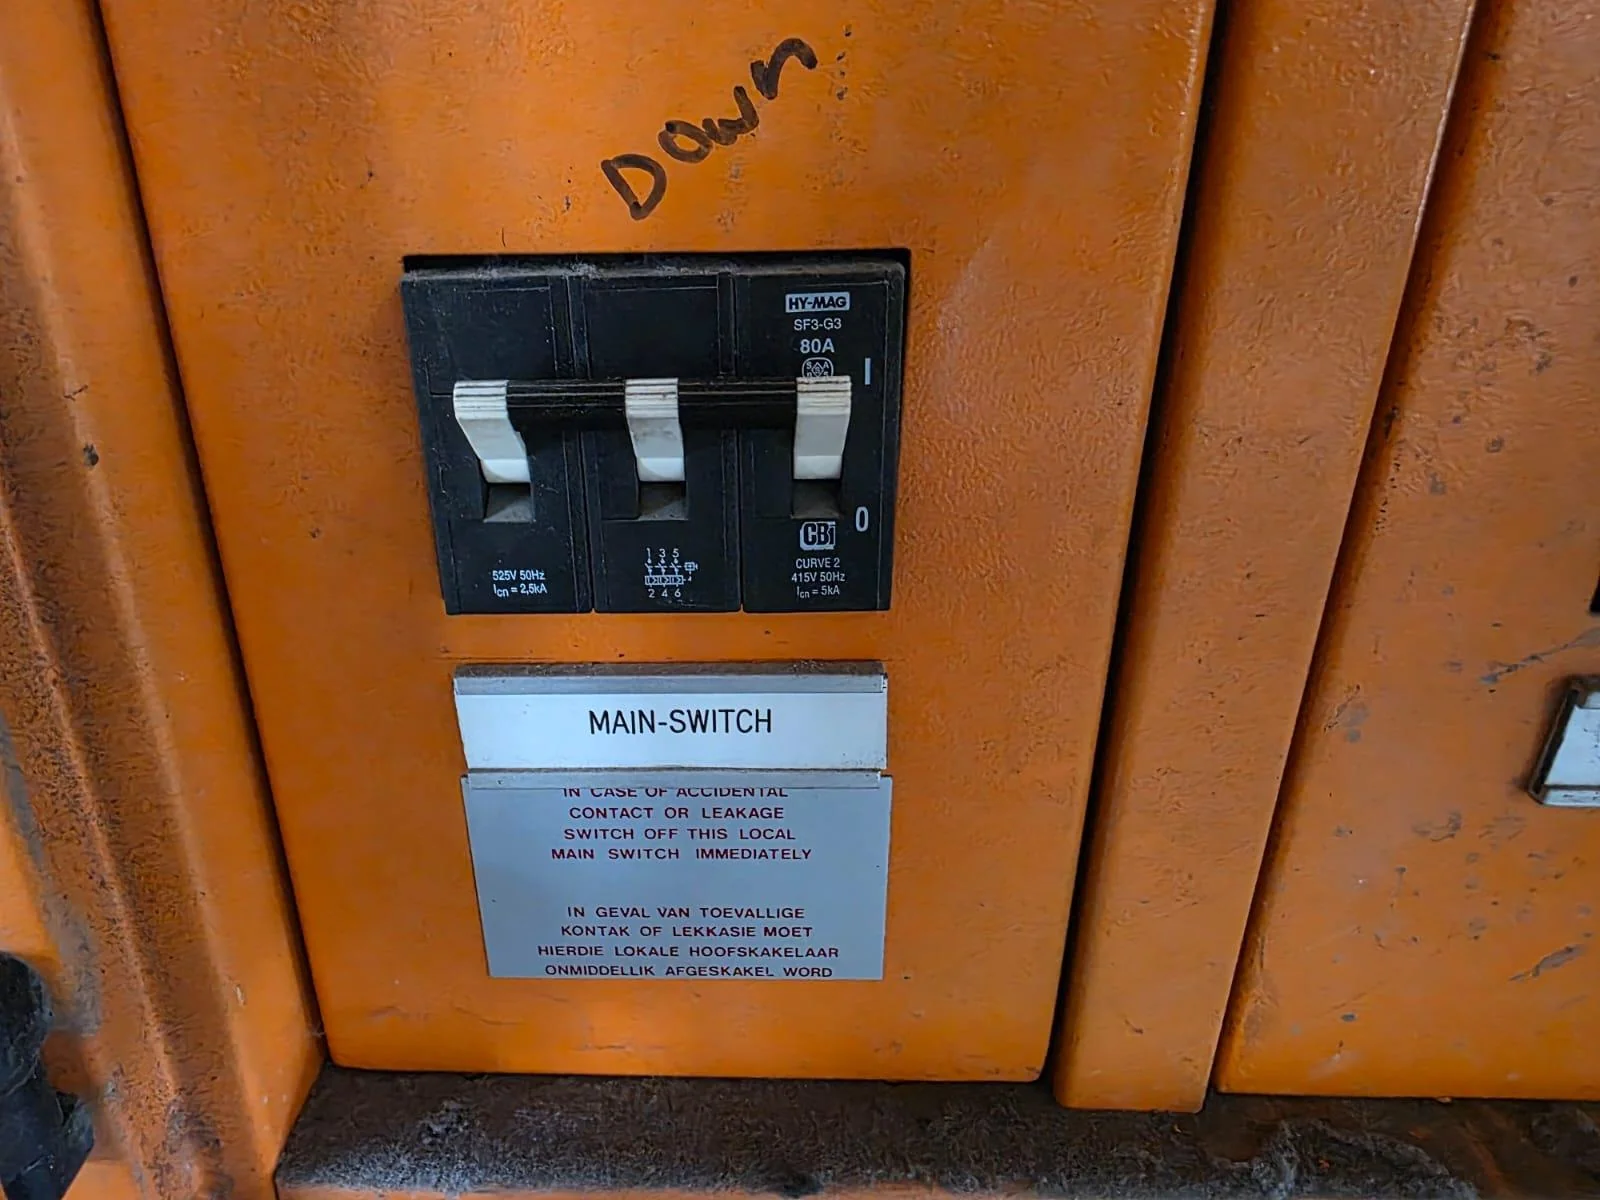 Down
HY-MAG
SF3-G3
80A
I
CBi
0
CURVE 2
415V 50Hz
Icn = 5kA
525V 50Hz
Icn = 2,5kA
1 3 5
2 4 6
MAIN-SWITCH
IN CASE OF ACCIDENTAL
CONTACT OR LEAKAGE
SWITCH OFF THIS LOCAL
MAIN SWITCH IMMEDIATELY
IN GEVAL VAN TOEVALLIGE
KONTAK OF LEKKASIE MOET
HIERDIE LOKALE HOOFSKAKELAAR
ONMIDDELLIK AFGESKAKEL WORD